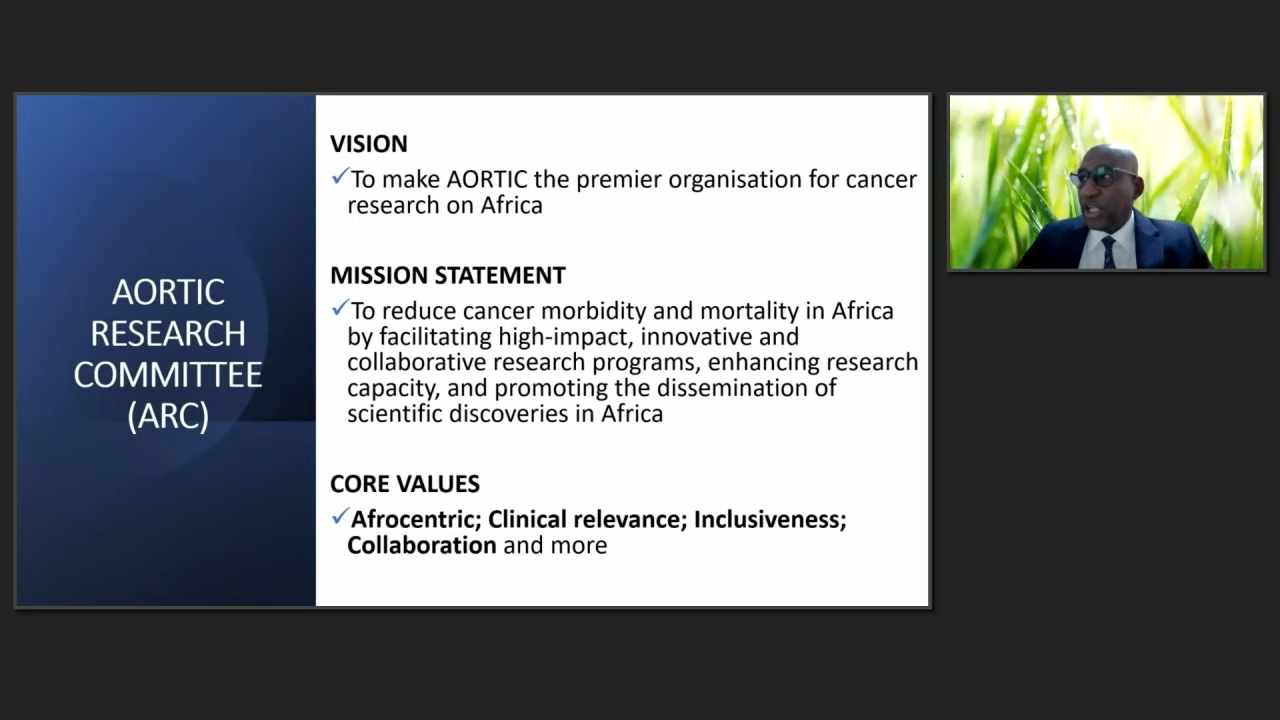 AORTIC
RESEARCH
COMMITTEE
(ARC)
VISION
✓To make AORTIC the premier organisation for cancer
research on Africa
MISSION STATEMENT
✓To reduce cancer morbidity and mortality in Africa
by facilitating high-impact, innovative and
collaborative research programs, enhancing research
capacity, and promoting the dissemination of
scientific discoveries in Africa
CORE VALUES
✓Afrocentric; Clinical relevance; Inclusiveness;
Collaboration and more